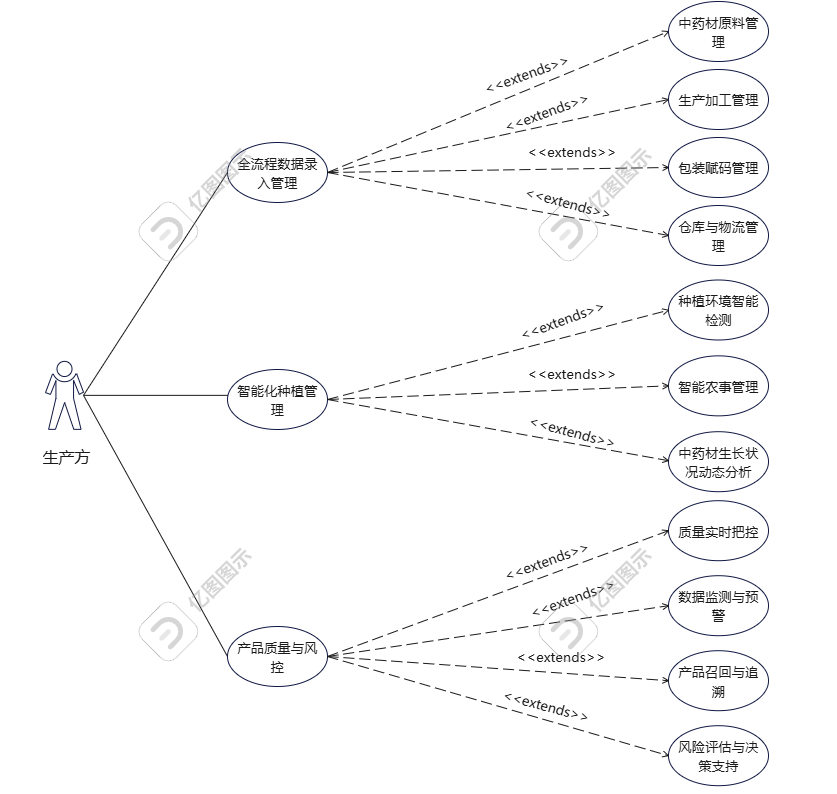 中药材原料管
理
<<extends>>
生产加工管理
<<extends>>
<<extends>>
包装赋码管理
全流程数据录
入管理
亿图图示
亿图图示
<<extends>>
仓库与物流管
理
种植环境智能
检测
<<extends>>
<<extends>>
智能农事管理
智能化种植管
理
<<extends>>
中药材生长状
况动态分析
生产方
质量实时把控
<<extends>>
亿图图示
亿图图示
<<extends>>
数据监测与预
警
产品质量与风
控
<<extends>>
产品召回与追
溯
<<extends>>
风险评估与决
策支持